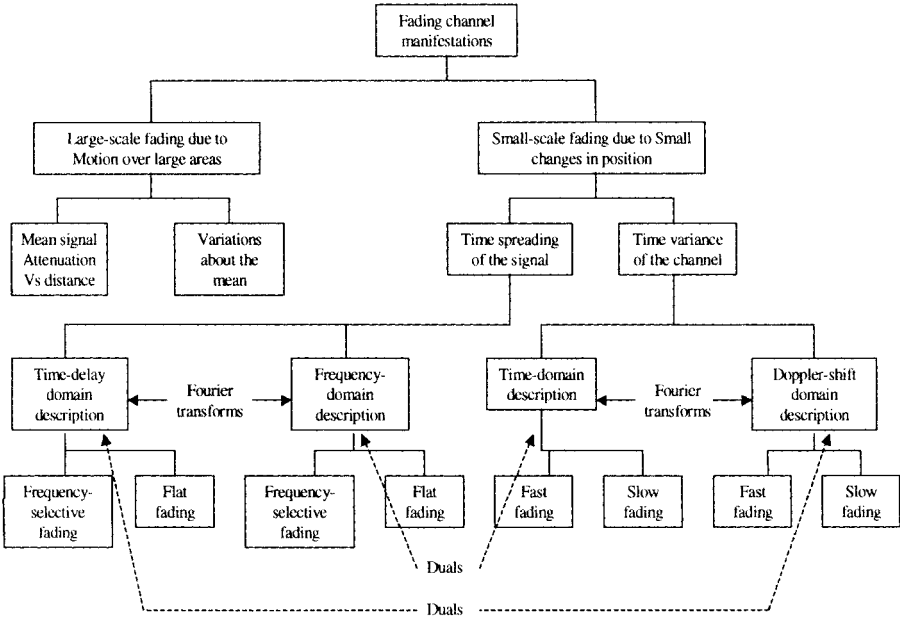 Fading channel
manifestations
Large-scale fading due to
Motion over large areas
Small-scale fading due to Small
changes in position
Mean signal
Attenuation
Vs distance
Variations
about the
mean
Time spreading
of the signal
Time variance
of the channel
Time-delay
domain
description
Fourier
transforms
Frequency-
domain
description
Time-domain
description
Fourier
transforms
Doppler-shift
domain
description
Frequency-
selective
fading
Flat
fading
Frequency-
selective
fading
Flat
fading
Fast
fading
Slow
fading
Fast
fading
Slow
fading
Duals
Duals